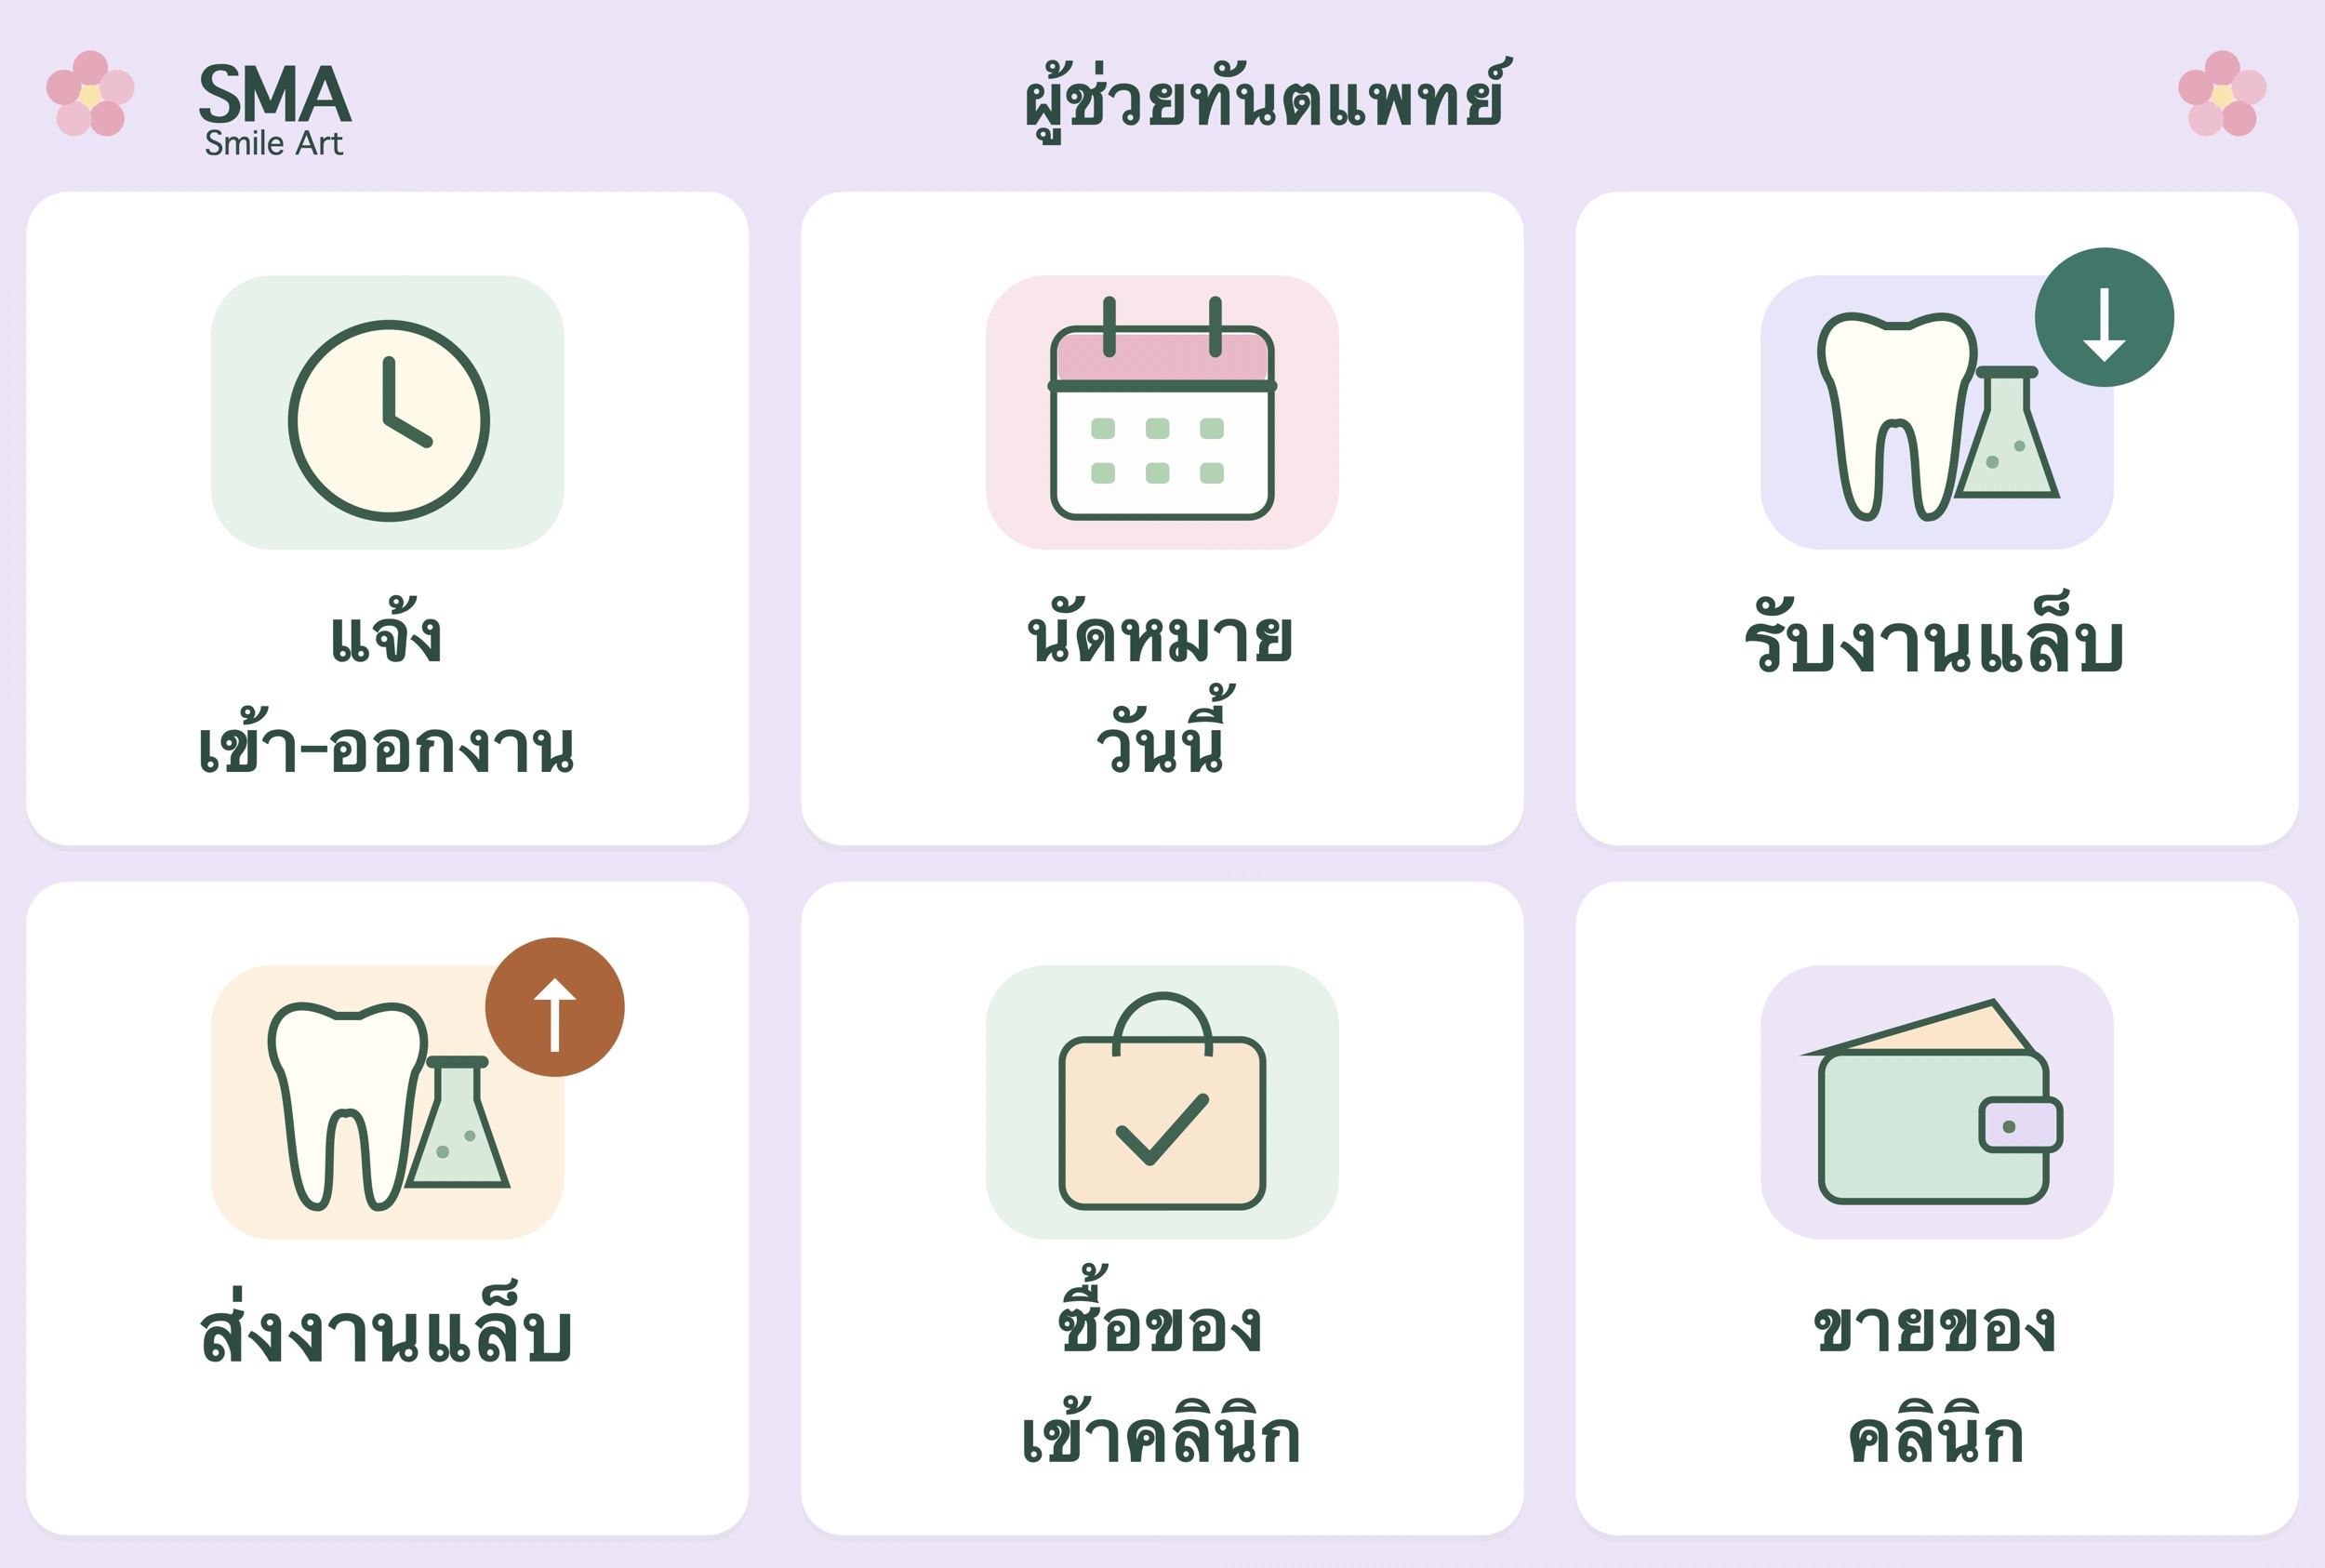 SMA
Smile Art
ผู้ช่วยทันตแพทย์
แจ้ง
เข้า-ออกงาน
นัดหมาย
วันนี้
รับงานแล็บ
ส่งงานแล็บ
ซื้อของ
เข้าคลินิก
ขายของ
คลินิก